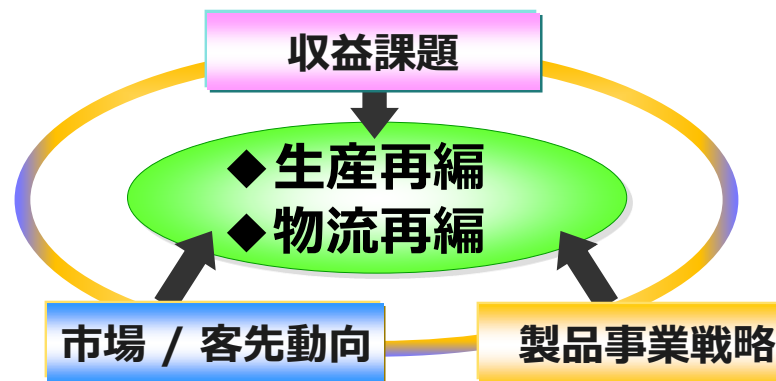 収益課題
◆生産再編
◆物流再編
市場 / 客先動向
製品事業戦略